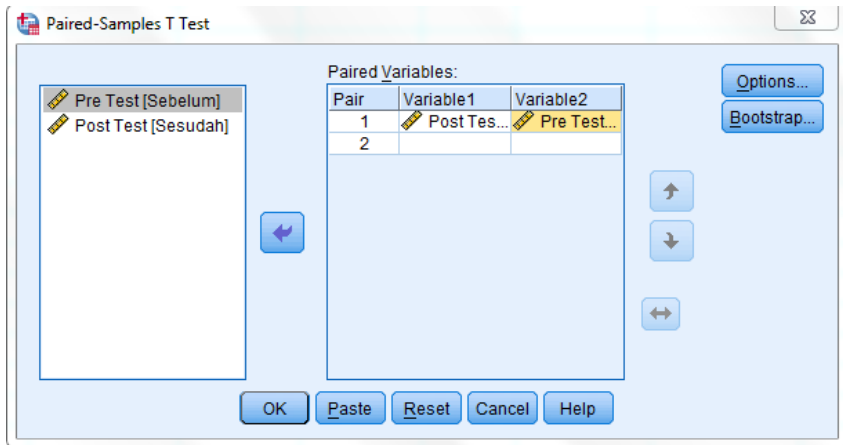 Paired-Samples T Test
Pre Test [Sebelum]
Post Test [Sesudah]
Paired Variables:
Pair Variable1 Variable2
1 Post Tes... Pre Test...
2
Options...
Bootstrap...
OK Paste Reset Cancel Help